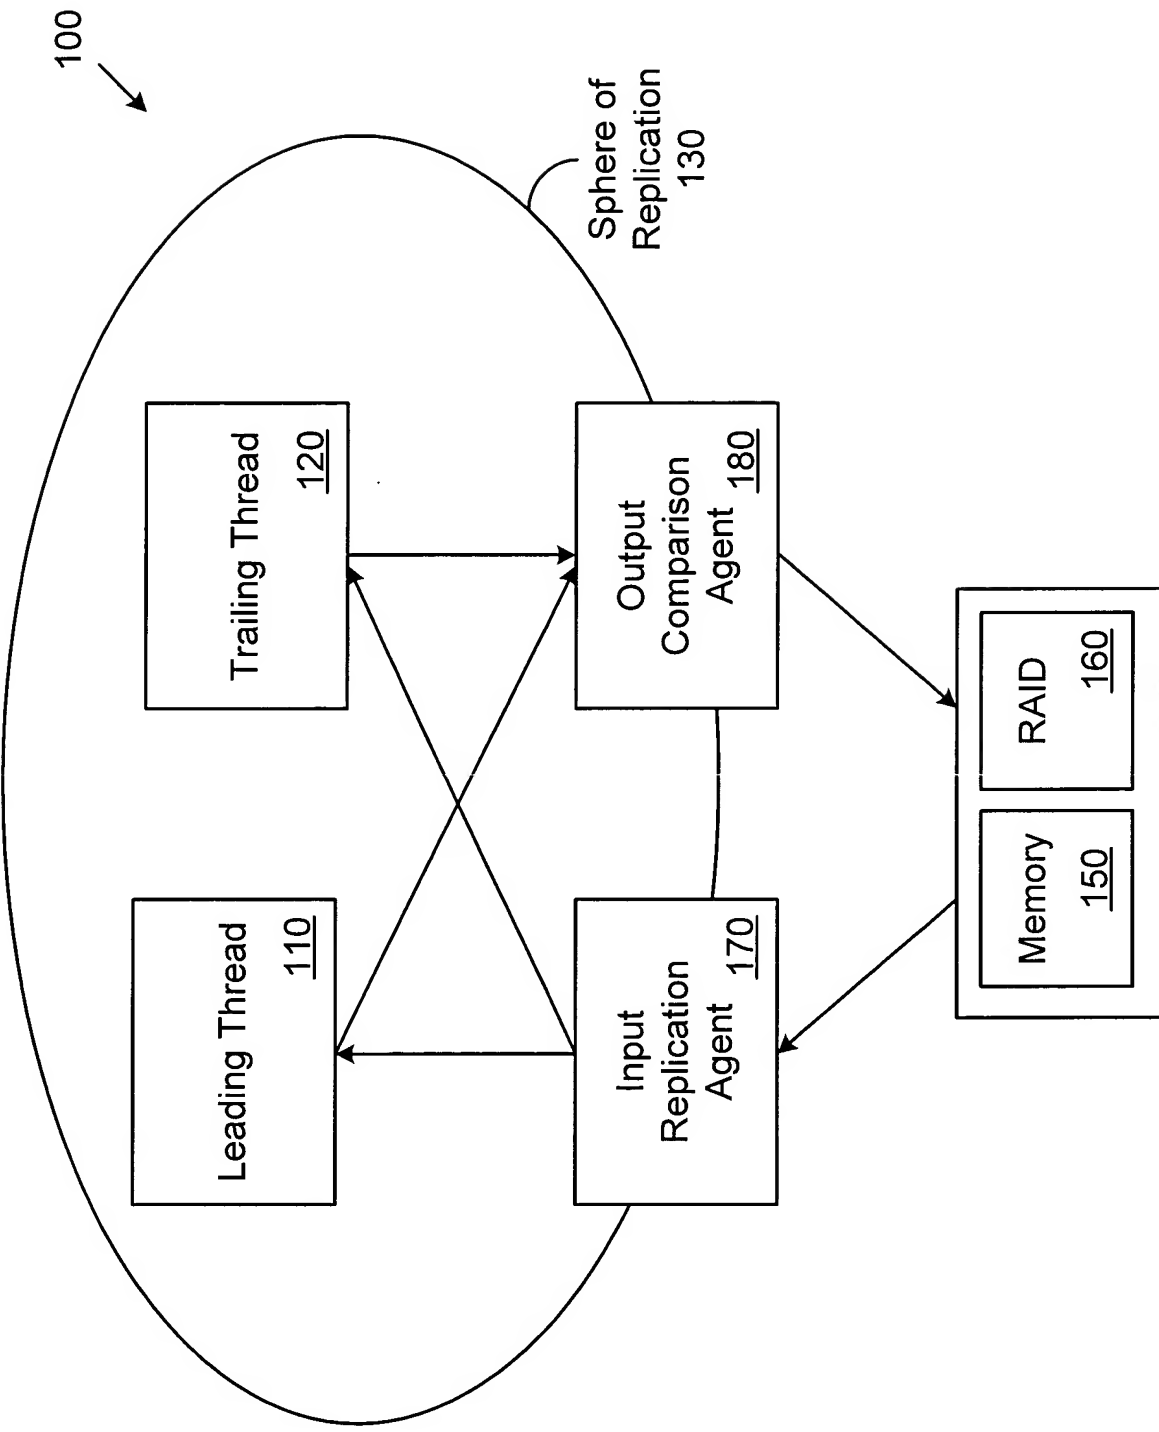 100
Leading Thread
110
Trailing Thread
120
Sphere of
Replication
130
Input
Replication
Agent
170
Output
Comparison
Agent
180
Memory
150
RAID
160